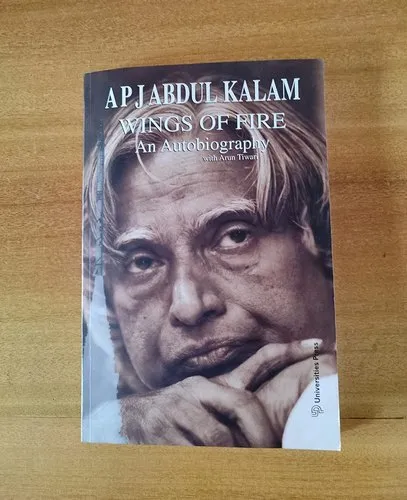 A P J ABDUL KALAM
WINGS OF FIRE
An Autobiography
with Arun Tiwari
Universities Press